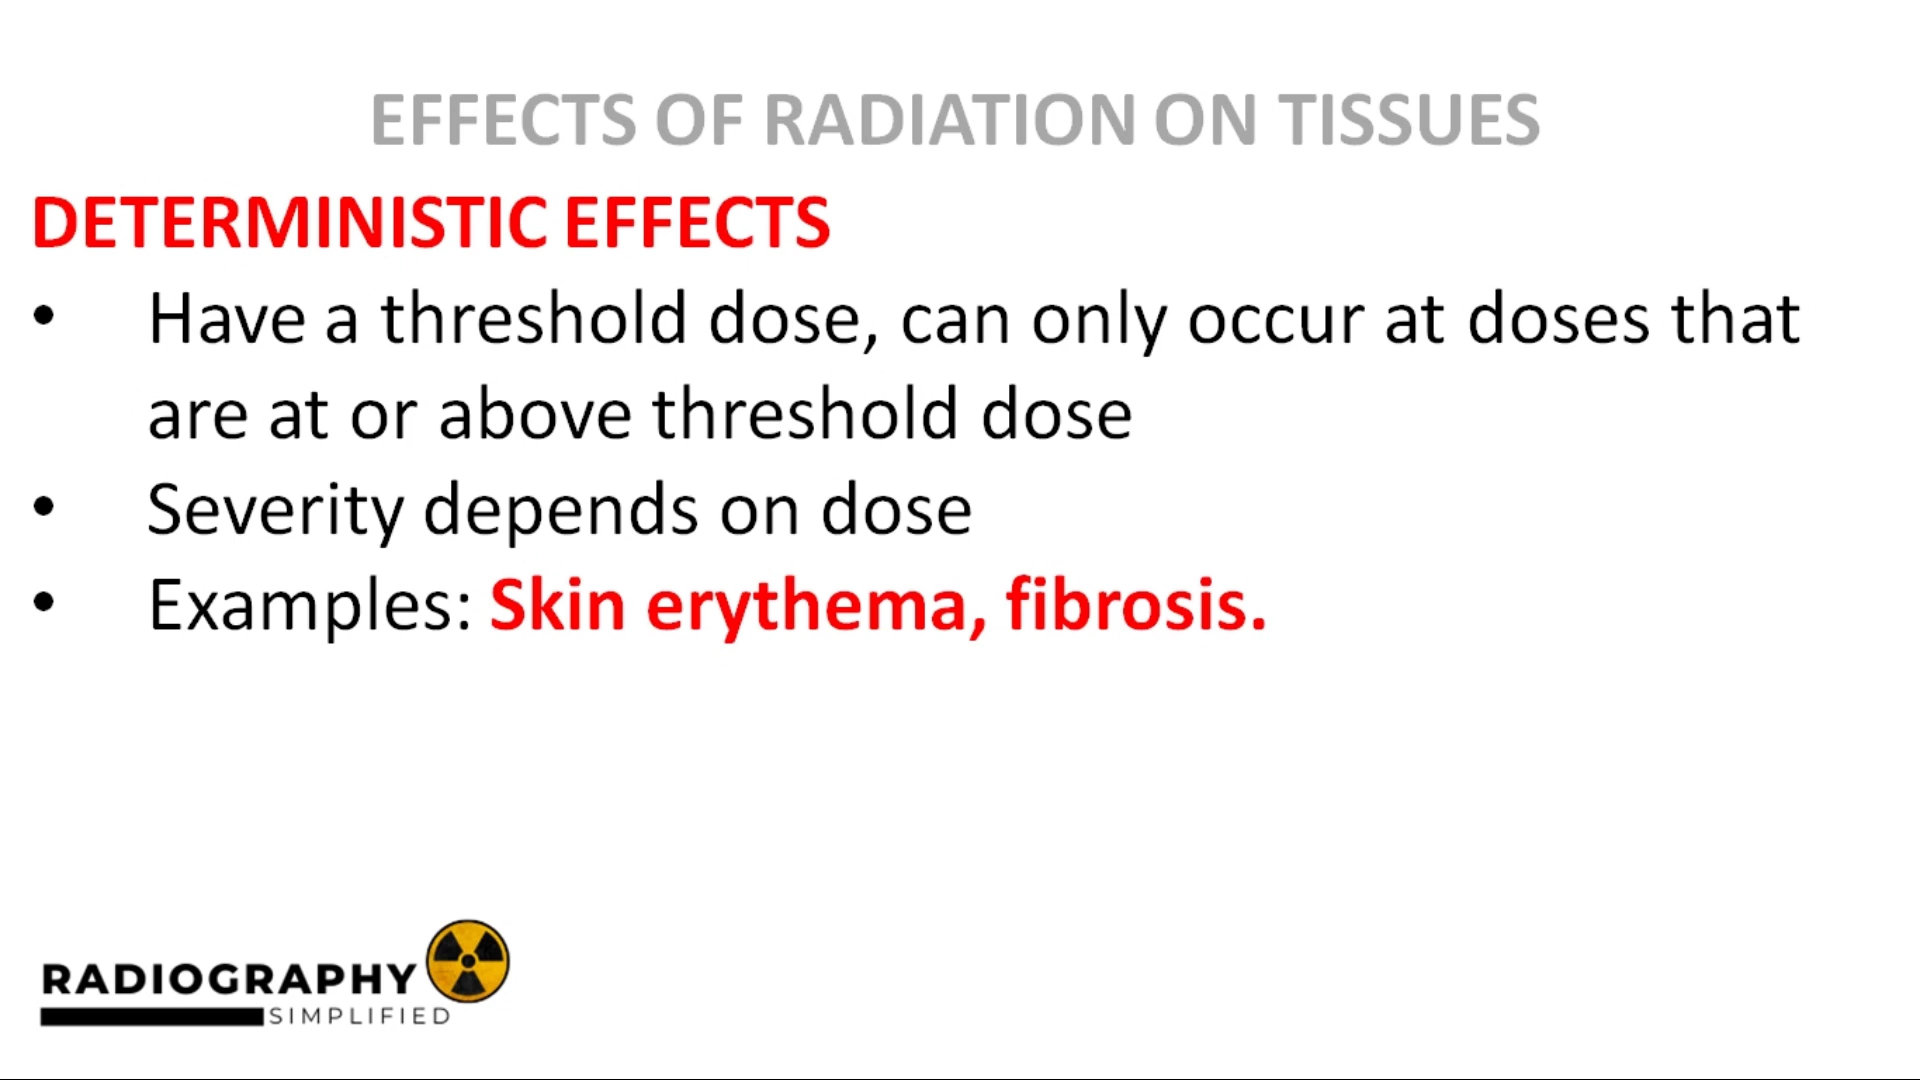 EFFECTS OF RADIATION ON TISSUES
DETERMINISTIC EFFECTS
• Have a threshold dose, can only occur at doses that
are at or above threshold dose
• Severity depends on dose
• Examples: Skin erythema, fibrosis.
RADIOGRAPHY
SIMPLIFIED